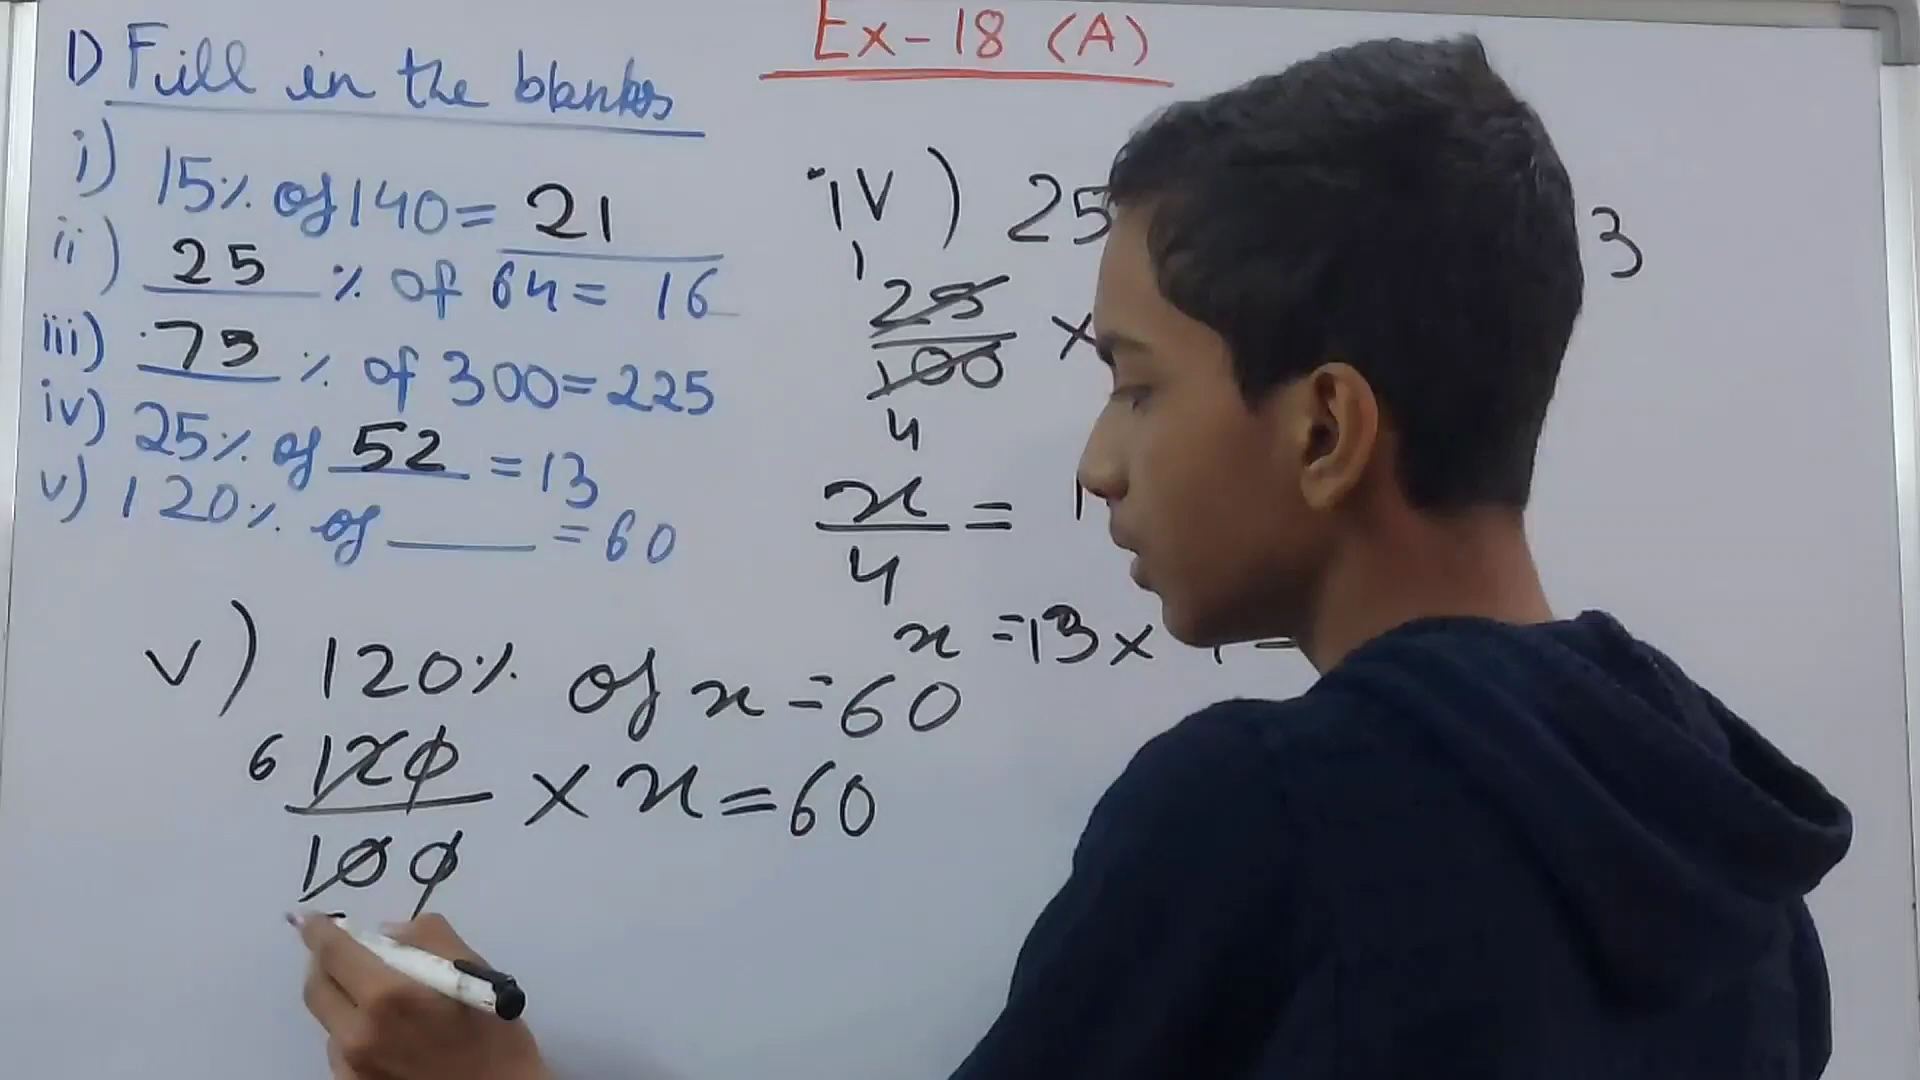 Ex-18 (A)
1) Fill in the blanks
i) 15% of 140 = 21
ii) 25 % of 64 = 16
iii) 75 % of 300 = 225
iv) 25% of 52 = 13
v) 120% of ____ = 60
iv) 25 3
1
25
100 ×
4
x
4 =
x = 13 ×
v) 120% of x = 60
6 120 × x = 60
100